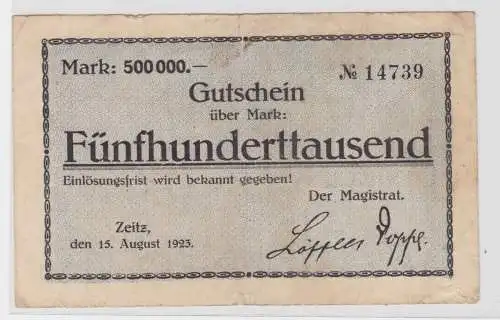 Mark: 500000.— № 14739
Gutschein
über Mark:
Fünfhunderttausend
Einlösungsfrist wird bekannt gegeben!
Der Magistrat.
Zeitz,
den 15. August 1923.